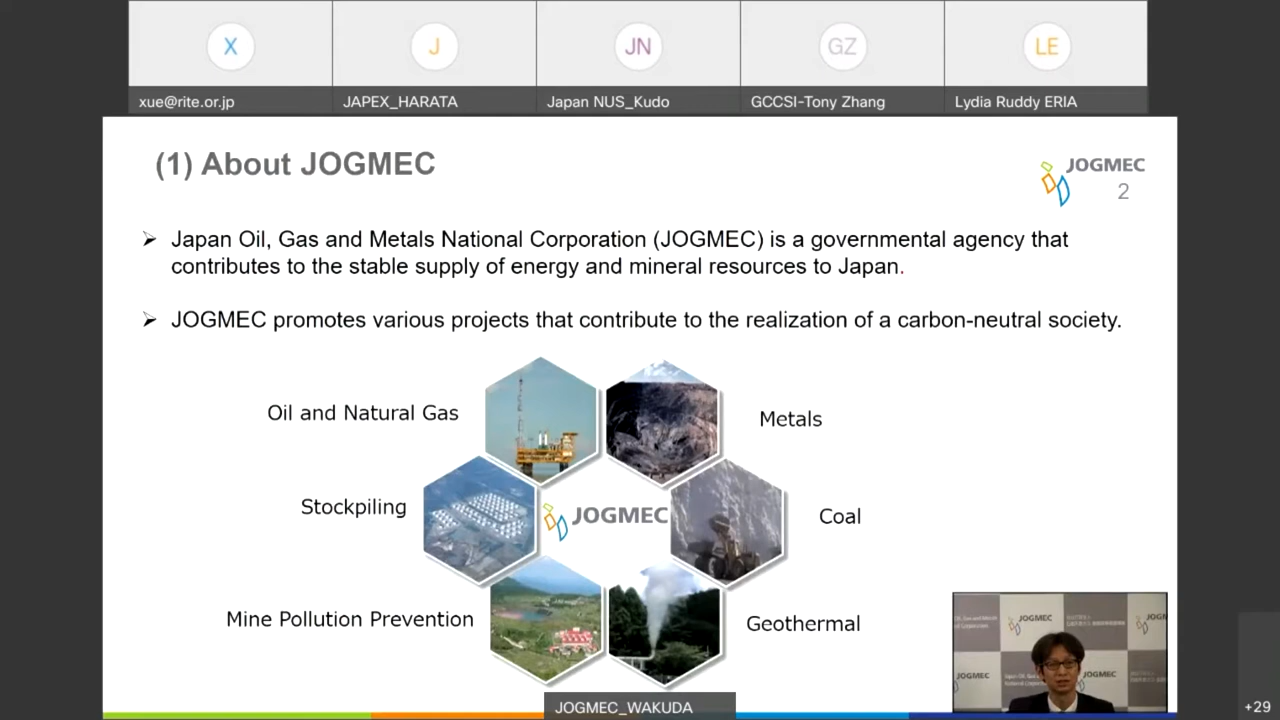 X
J
JN
GZ
LE
xue@rite.or.jp
JAPEX_HARATA
Japan NUS_Kudo
GCCSI-Tony Zhang
Lydia Ruddy ERIA
(1) About JOGMEC
JOGMEC
2
Japan Oil, Gas and Metals National Corporation (JOGMEC) is a governmental agency that
contributes to the stable supply of energy and mineral resources to Japan.
JOGMEC promotes various projects that contribute to the realization of a carbon-neutral society.
Oil and Natural Gas
Metals
Stockpiling
JOGMEC
Coal
Mine Pollution Prevention
Geothermal
JOGMEC
JOGMEC
JOGMEC
JOGMEC_WAKUDA
+29